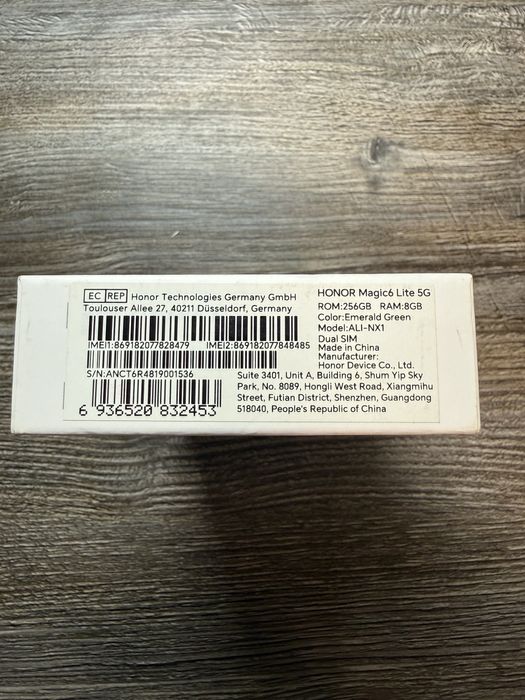 EC REP Honor Technologies Germany GmbH
Toulouser Allee 27, 40211 Düsseldorf, Germany
IMEI1:869182077828479 IMEI2:869182077848485
S/N:ANCT6R4819001536
6 936520 832453
HONOR Magic6 Lite 5G
ROM:256GB RAM:8GB
Color:Emerald Green
Model:ALI-NX1
Dual SIM
Made in China
Manufacturer:
Honor Device Co., Ltd.
Suite 3401, Unit A, Building 6, Shum Yip Sky
Park, No. 8089, Hongli West Road, Xiangmihu
Street, Futian District, Shenzhen, Guangdong
518040, People's Republic of China